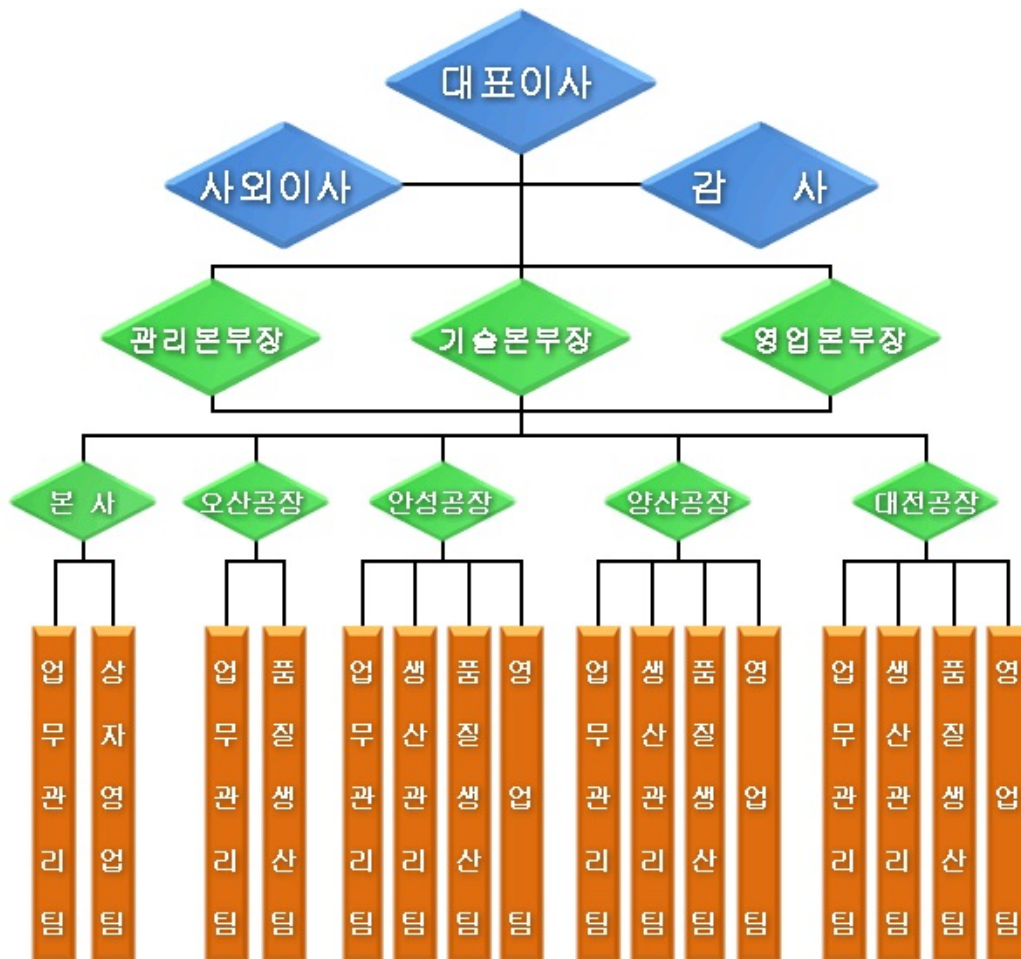 대표이사
사외이사
감 사
관리본부장
기술본부장
영업본부장
본 사
오산공장
안성공장
양산공장
대전공장
업무관리팀
상자영업팀
업무관리팀
품질생산팀
업무관리팀
생산관리팀
품질생산팀
영업팀
업무관리팀
생산관리팀
품질생산팀
영업팀
업무관리팀
생산관리팀
품질생산팀
영업팀